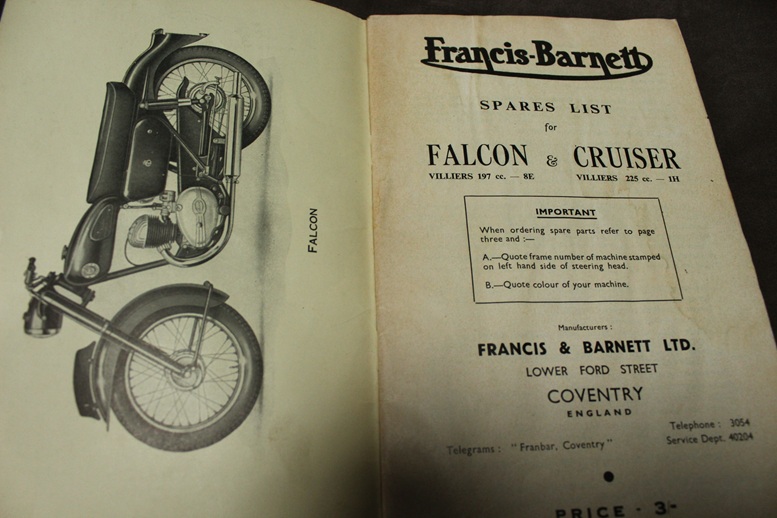 FALCON
Francis-Barnett
SPARES LIST
for
FALCON & CRUISER
VILLIERS 197 cc. — 8E VILLIERS 225 cc. — 1H
IMPORTANT
When ordering spare parts refer to page
three and :—
A.—Quote frame number of machine stamped
on left hand side of steering head.
B.—Quote colour of your machine.
Manufacturers :
FRANCIS & BARNETT LTD.
LOWER FORD STREET
COVENTRY
ENGLAND
Telephone : 3054
Telegrams : "Franbar, Coventry" Service Dept. 40204
PRICE - 3/-